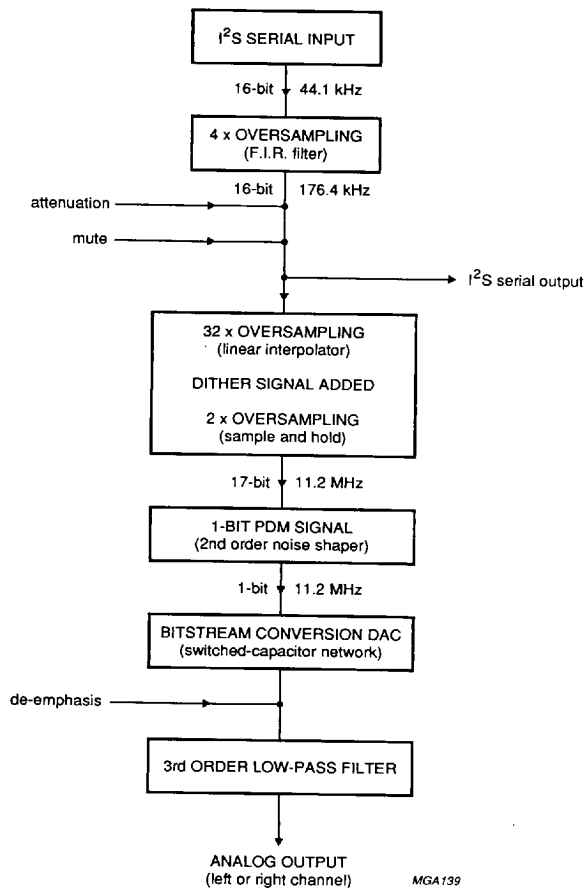 I²S SERIAL INPUT
16-bit 44.1 kHz
4 x OVERSAMPLING
(F.I.R. filter)
16-bit 176.4 kHz
attenuation
mute
I²S serial output
32 x OVERSAMPLING
(linear interpolator)
DITHER SIGNAL ADDED
2 x OVERSAMPLING
(sample and hold)
17-bit 11.2 MHz
1-BIT PDM SIGNAL
(2nd order noise shaper)
1-bit 11.2 MHz
BITSTREAM CONVERSION DAC
(switched-capacitor network)
de-emphasis
3rd ORDER LOW-PASS FILTER
ANALOG OUTPUT
(left or right channel) MGA139